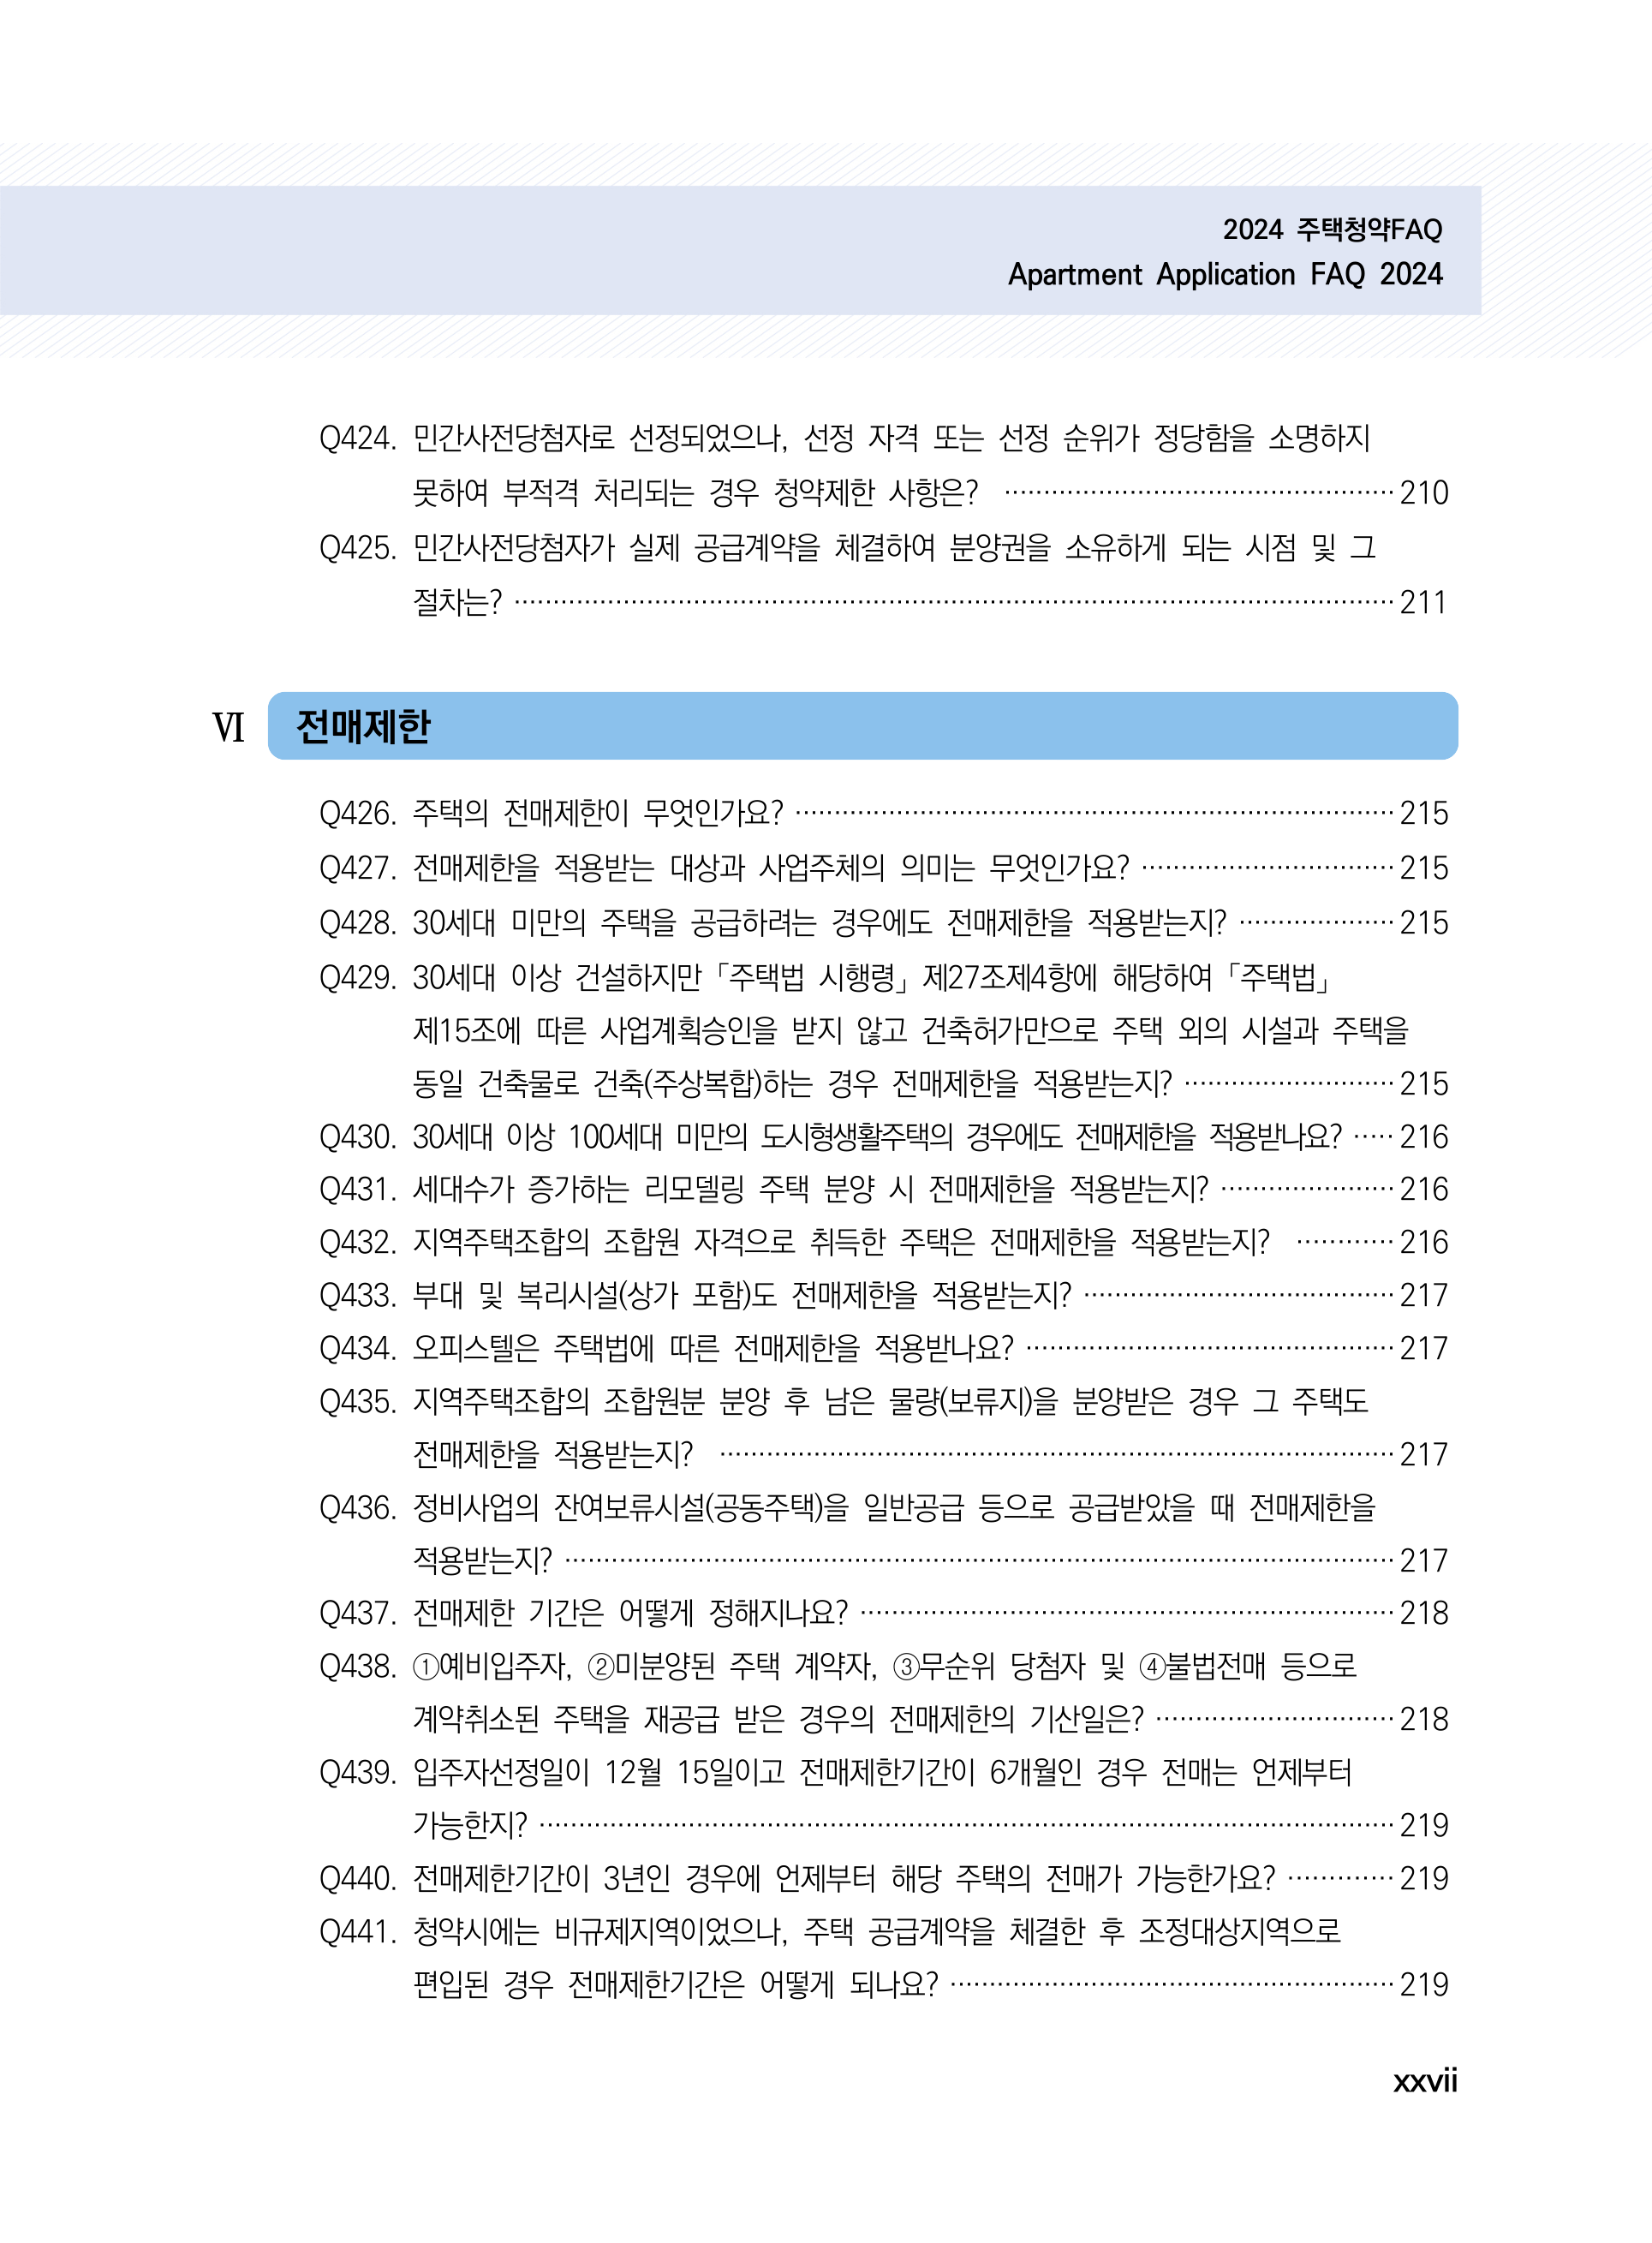 2024 주택청약FAQ
Apartment Application FAQ 2024
Q424. 민간사전당첨자로 선정되었으나, 선정 자격 또는 선정 순위가 정당함을 소명하지
못하여 부적격 처리되는 경우 청약제한 사항은? ··· 210
Q425. 민간사전당첨자가 실제 공급계약을 체결하여 분양권을 소유하게 되는 시점 및 그
절차는? ··· 211
Ⅵ 전매제한
Q426. 주택의 전매제한이 무엇인가요? ··· 215
Q427. 전매제한을 적용받는 대상과 사업주체의 의미는 무엇인가요? ··· 215
Q428. 30세대 미만의 주택을 공급하려는 경우에도 전매제한을 적용받는지? ··· 215
Q429. 30세대 이상 건설하지만「주택법 시행령」제27조제4항에 해당하여「주택법」
제15조에 따른 사업계획승인을 받지 않고 건축허가만으로 주택 외의 시설과 주택을
동일 건축물로 건축(주상복합)하는 경우 전매제한을 적용받는지? ··· 215
Q430. 30세대 이상 100세대 미만의 도시형생활주택의 경우에도 전매제한을 적용받나요? ··· 216
Q431. 세대수가 증가하는 리모델링 주택 분양 시 전매제한을 적용받는지? ··· 216
Q432. 지역주택조합의 조합원 자격으로 취득한 주택은 전매제한을 적용받는지? ··· 216
Q433. 부대 및 복리시설(상가 포함)도 전매제한을 적용받는지? ··· 217
Q434. 오피스텔은 주택법에 따른 전매제한을 적용받나요? ··· 217
Q435. 지역주택조합의 조합원분 분양 후 남은 물량(보류지)을 분양받은 경우 그 주택도
전매제한을 적용받는지? ··· 217
Q436. 정비사업의 잔여보류시설(공동주택)을 일반공급 등으로 공급받았을 때 전매제한을
적용받는지? ··· 217
Q437. 전매제한 기간은 어떻게 정해지나요? ··· 218
Q438. ①예비입주자, ②미분양된 주택 계약자, ③무순위 당첨자 및 ④불법전매 등으로
계약취소된 주택을 재공급 받은 경우의 전매제한의 기산일은? ··· 218
Q439. 입주자선정일이 12월 15일이고 전매제한기간이 6개월인 경우 전매는 언제부터
가능한지? ··· 219
Q440. 전매제한기간이 3년인 경우에 언제부터 해당 주택의 전매가 가능한가요? ··· 219
Q441. 청약시에는 비규제지역이었으나, 주택 공급계약을 체결한 후 조정대상지역으로
편입된 경우 전매제한기간은 어떻게 되나요? ··· 219
xxvii